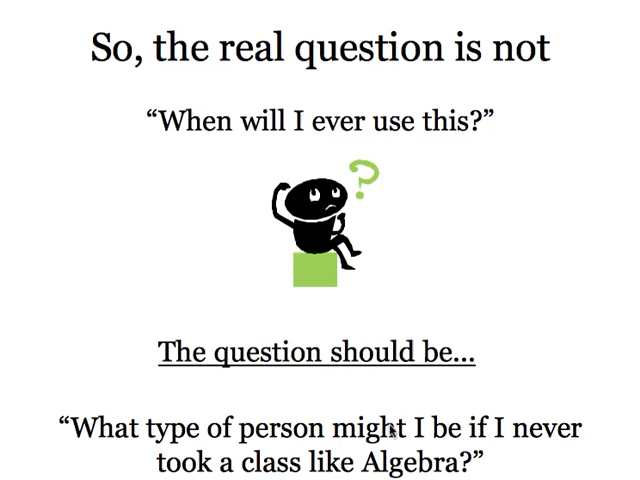 So, the real question is not
“When will I ever use this?”
?
The question should be...
“What type of person might I be if I never
took a class like Algebra?”